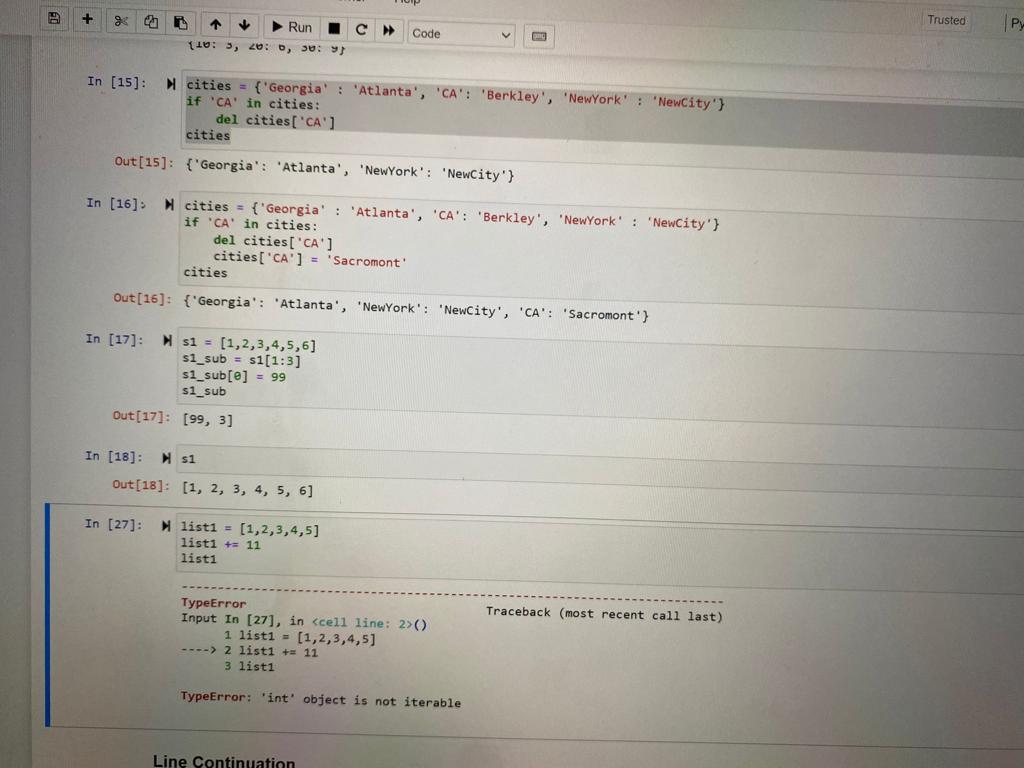 Help
Run
Code
Trusted
Py
{10: 3, 20: 6, 30: 9}
In [15]:
cities = {'Georgia' : 'Atlanta', 'CA': 'Berkley', 'NewYork' : 'NewCity'}
if 'CA' in cities:
    del cities['CA']
cities
Out[15]: {'Georgia': 'Atlanta', 'NewYork': 'NewCity'}
In [16]:
cities = {'Georgia' : 'Atlanta', 'CA': 'Berkley', 'NewYork' : 'NewCity'}
if 'CA' in cities:
    del cities['CA']
    cities['CA'] = 'Sacromont'
cities
Out[16]: {'Georgia': 'Atlanta', 'NewYork': 'NewCity', 'CA': 'Sacromont'}
In [17]:
s1 = [1,2,3,4,5,6]
s1_sub = s1[1:3]
s1_sub[0] = 99
s1_sub
Out[17]: [99, 3]
In [18]: s1
Out[18]: [1, 2, 3, 4, 5, 6]
In [27]:
list1 = [1,2,3,4,5]
list1 += 11
list1
---------------------------------------------------------------------------
TypeError Traceback (most recent call last)
Input In [27], in <cell line: 2>()
      1 list1 = [1,2,3,4,5]
----> 2 list1 += 11
      3 list1
TypeError: 'int' object is not iterable
Line Continuation